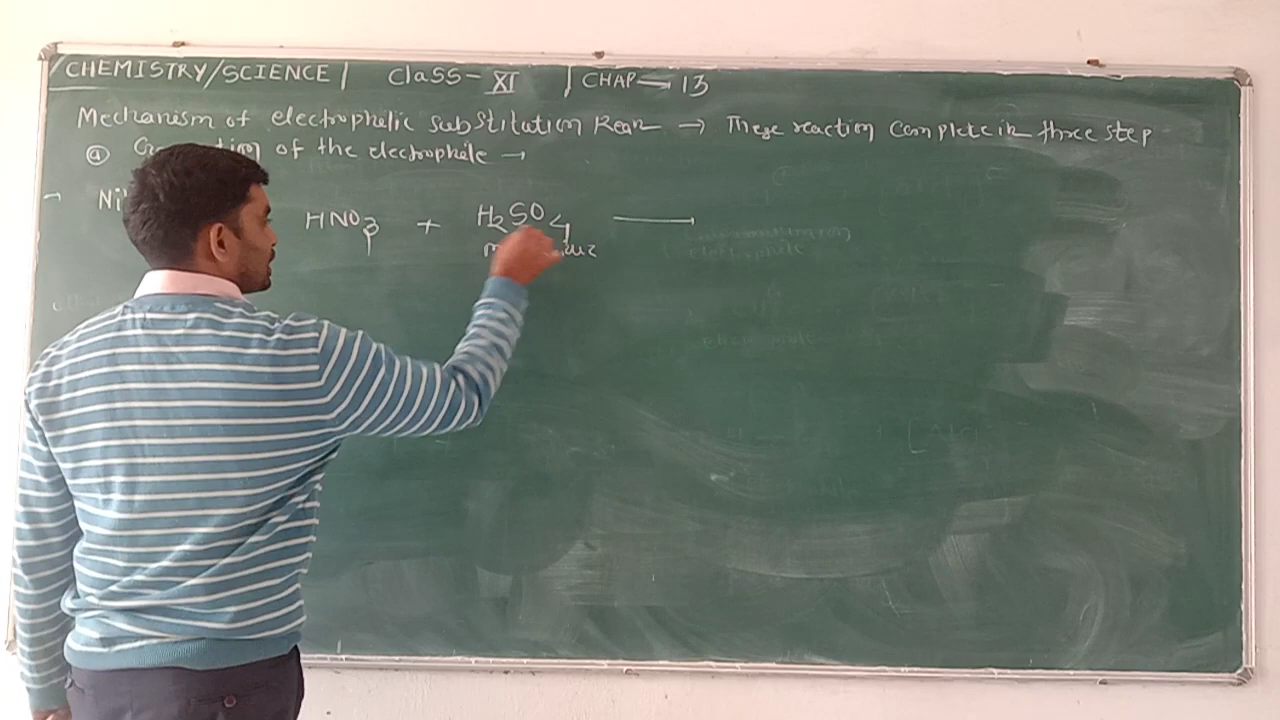 CHEMISTRY/SCIENCE | Class - XI | CHAP - 13
Mechanism of electrophilic substitution Rean → These reaction complete in three step
ⓐ of the electrophile →
HNO3 + H2SO4 ⟶